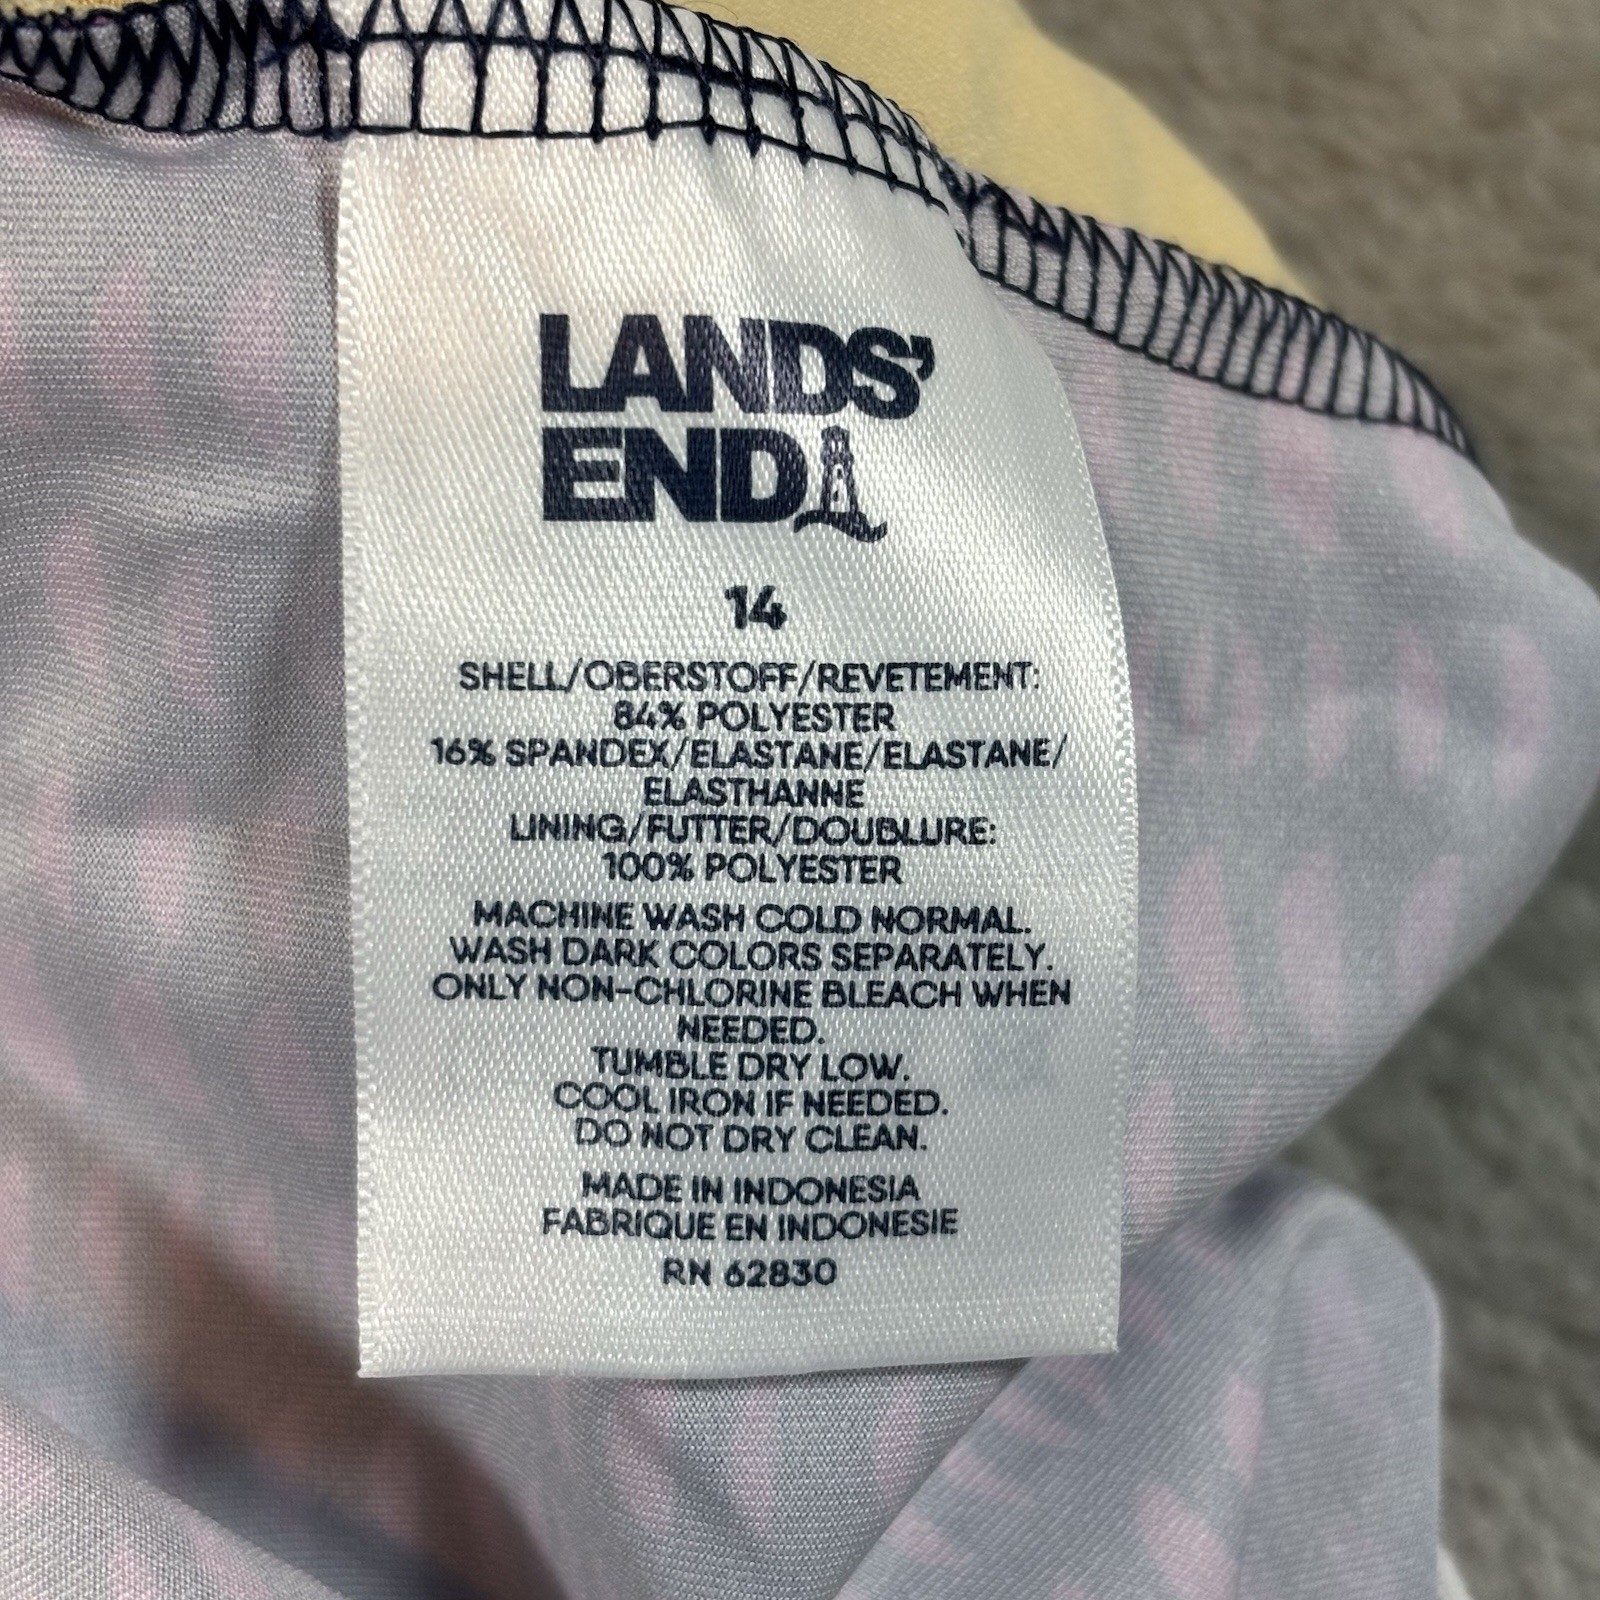 LANDS'
END
14
SHELL/OBERSTOFF/REVETEMENT:
84% POLYESTER
16% SPANDEX/ELASTANE/ELASTANE/
ELASTHANNE
LINING/FUTTER/DOUBLURE:
100% POLYESTER
MACHINE WASH COLD NORMAL.
WASH DARK COLORS SEPARATELY.
ONLY NON-CHLORINE BLEACH WHEN
NEEDED.
TUMBLE DRY LOW.
COOL IRON IF NEEDED.
DO NOT DRY CLEAN.
MADE IN INDONESIA
FABRIQUE EN INDONESIE
RN 62830